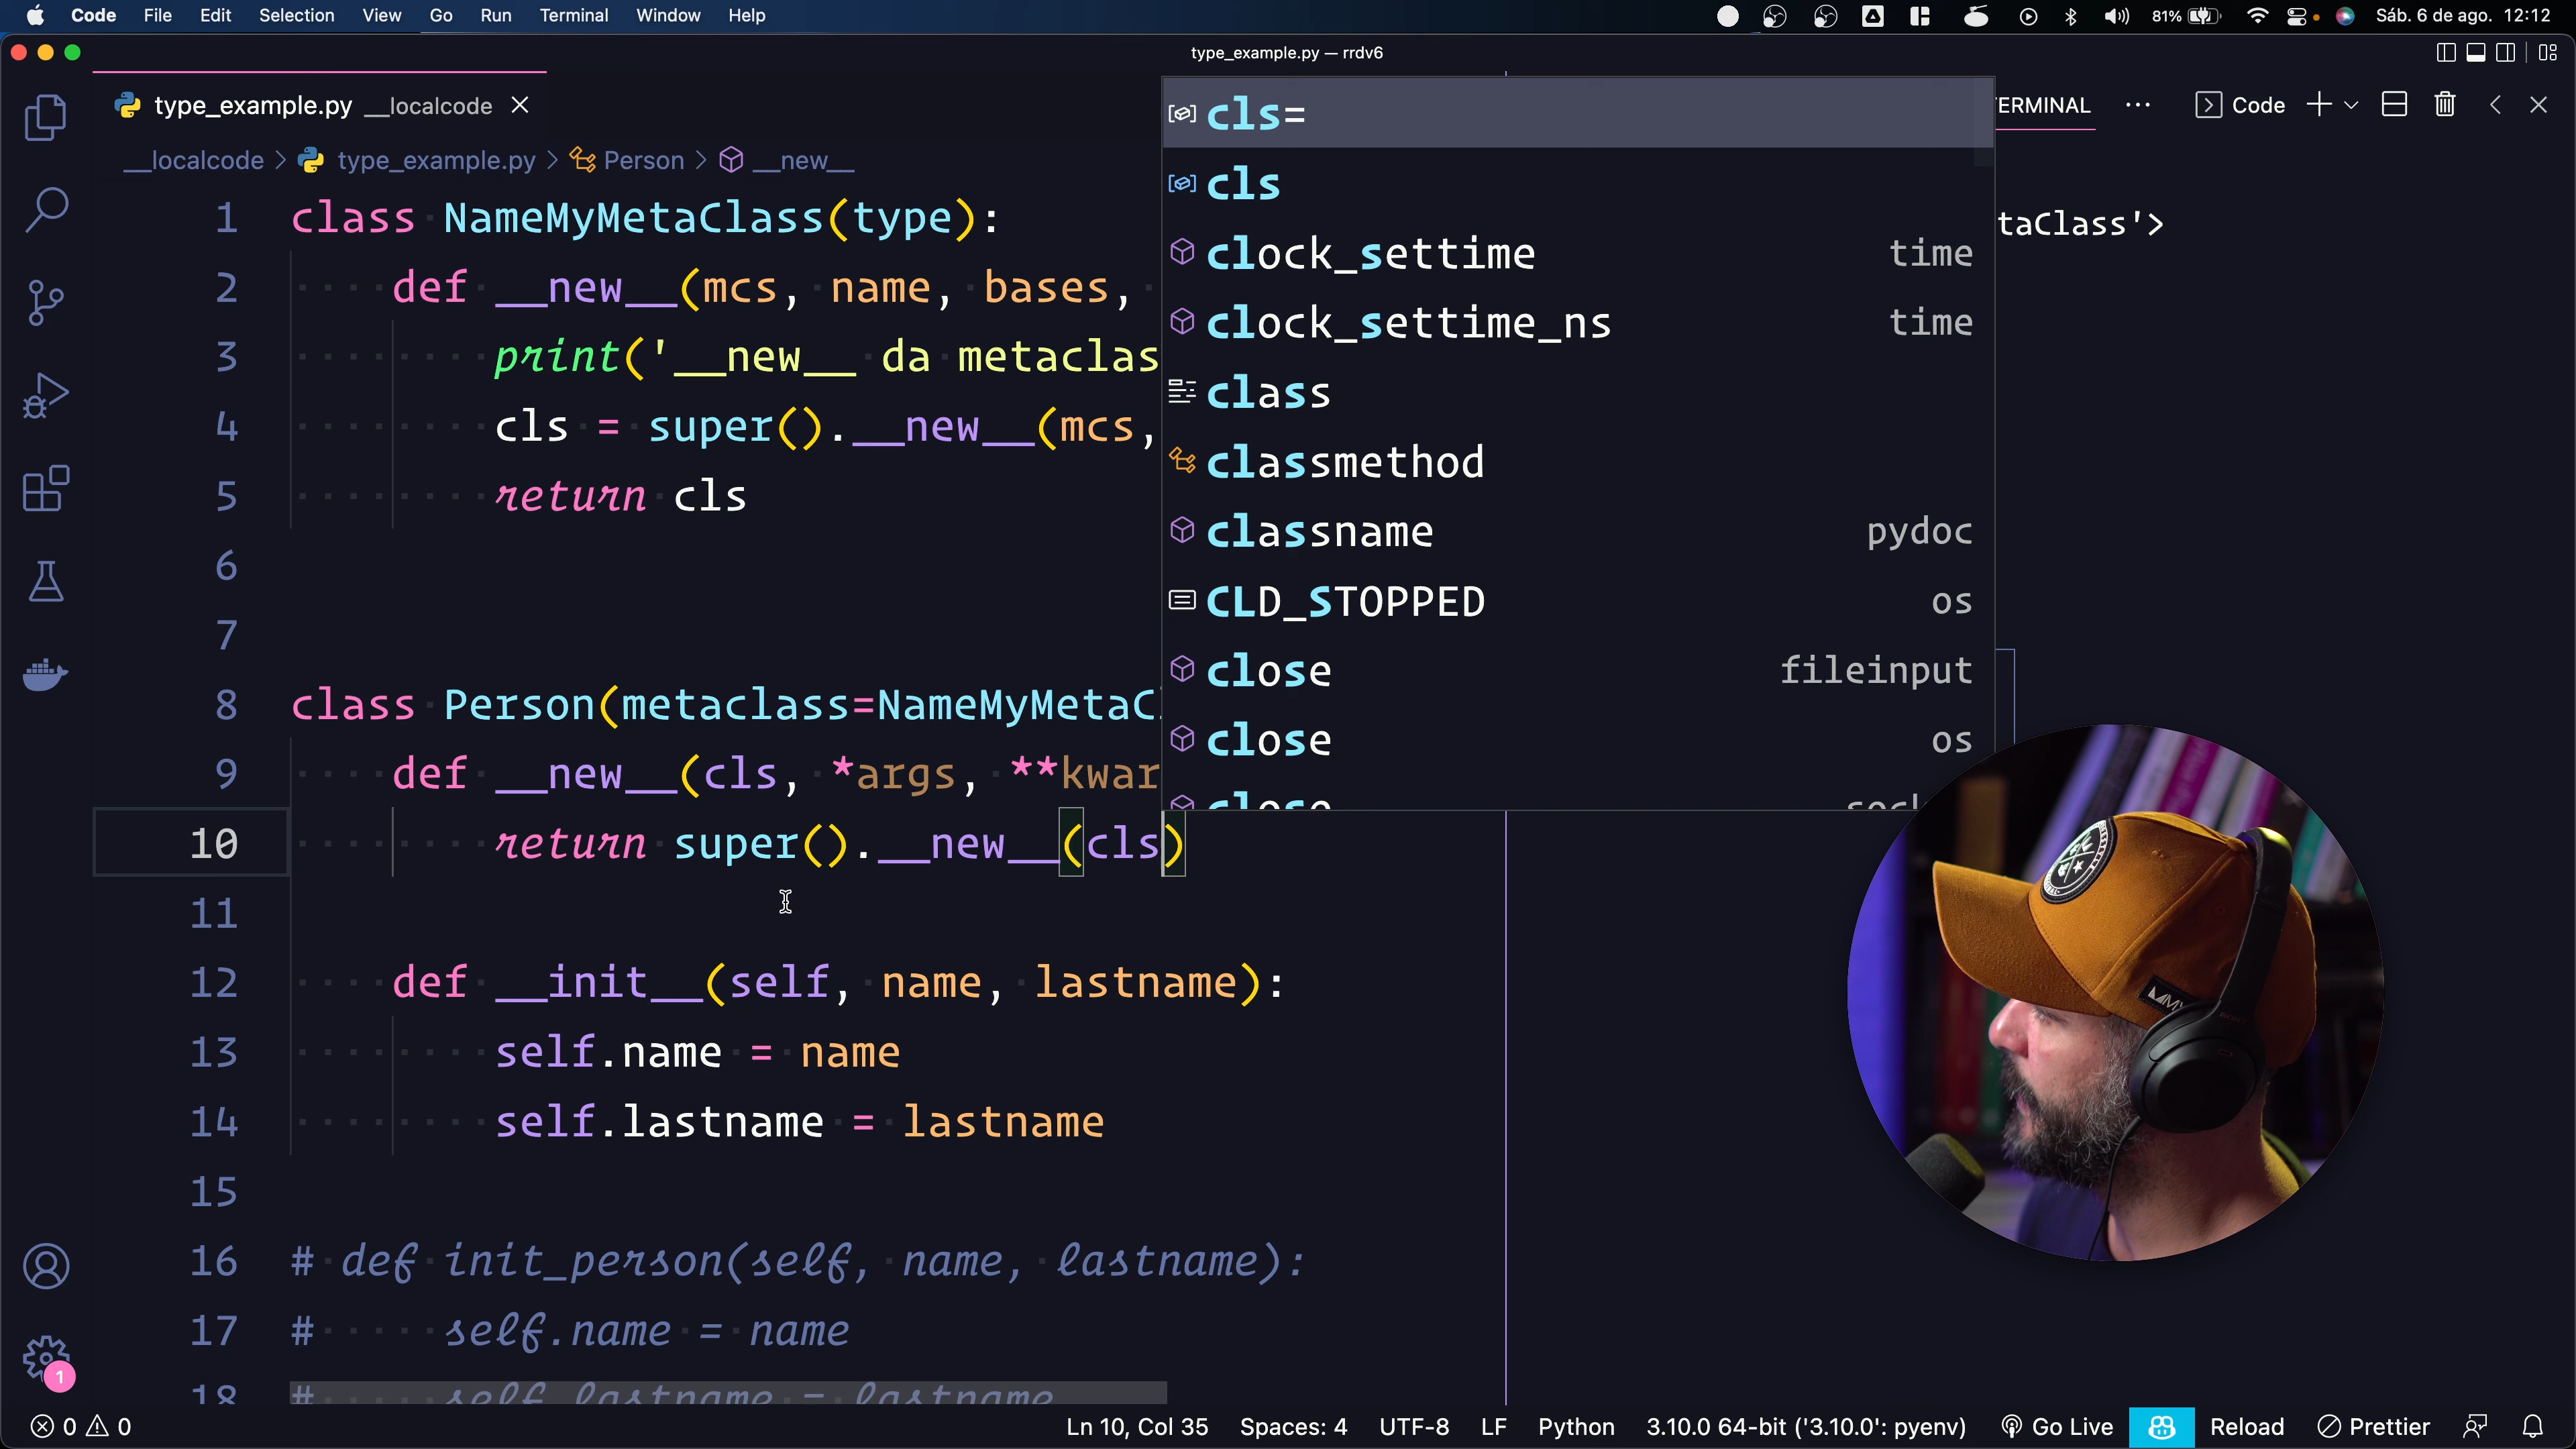 Code File Edit Selection View Go Run Terminal Window Help 81% Sáb. 6 de ago. 12:12
type_example.py — rrdv6
type_example.py __localcode
ERMINAL ... Code
__localcode > type_example.py > Person > __new__
1 class NameMyMetaClass(type):
2 def __new__(mcs, name, bases,
3 print('__new__ da metaclas
4 cls = super().__new__(mcs,
5 return cls
6
7
8 class Person(metaclass=NameMyMetaC
9 def __new__(cls, *args, **kwar
10 return super().__new__(cls)
11
12 def __init__(self, name, lastname):
13 self.name = name
14 self.lastname = lastname
15
16 # def init_person(self, name, lastname):
17 # self.name = name
18 # self.lastname = lastname
cls=
cls
clock_settime time
clock_settime_ns time
class
classmethod
classname pydoc
CLD_STOPPED os
close fileinput
close os
close
taClass'>
1
0 0 Ln 10, Col 35 Spaces: 4 UTF-8 LF Python 3.10.0 64-bit ('3.10.0': pyenv) Go Live Reload Prettier